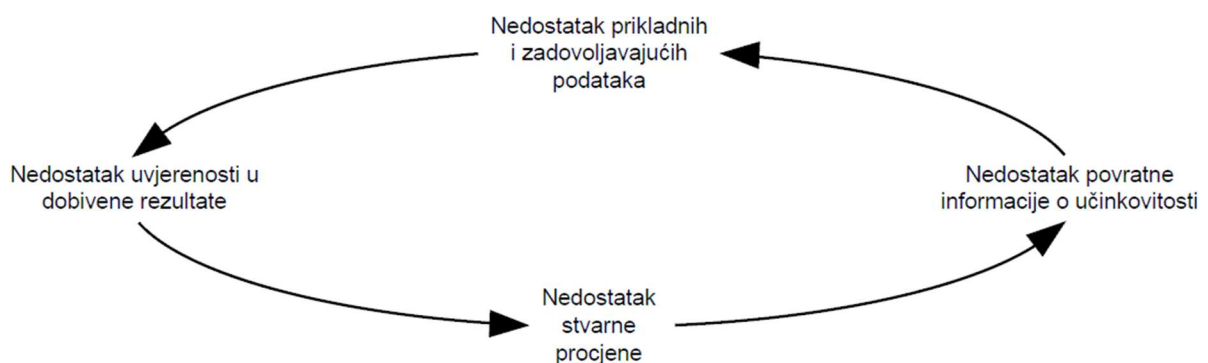 Nedostatak prikladnih
i zadovoljavajućih
podataka
Nedostatak uvjerenosti u
dobivene rezultate
Nedostatak povratne
informacije o učinkovitosti
Nedostatak
stvarne
procjene